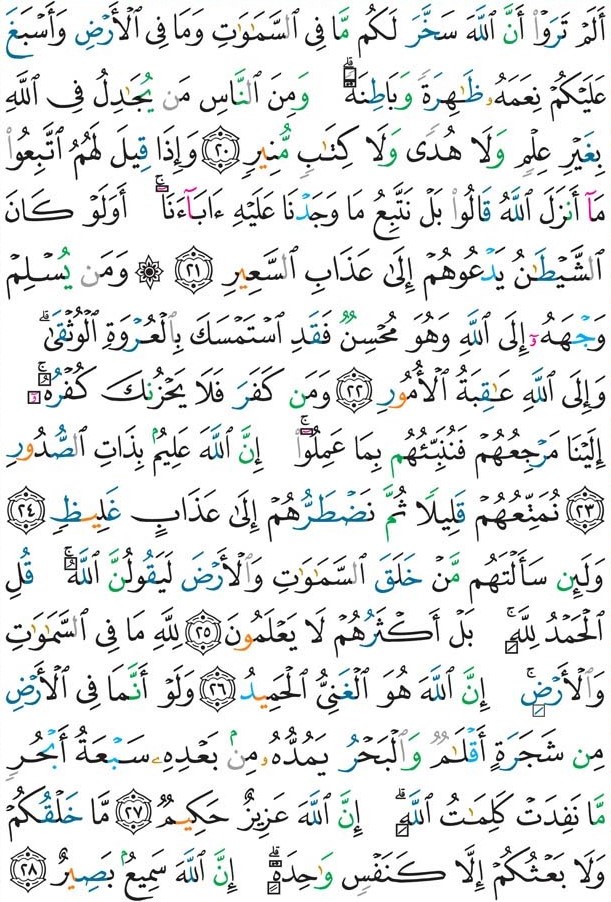 أَلَمْ تَرَوْا۟ أَنَّ ٱللَّهَ سَخَّرَ لَكُم مَّا فِى ٱلسَّمَٰوَٰتِ وَمَا فِى ٱلْأَرْضِ وَأَسْبَغَ
عَلَيْكُمْ نِعَمَهُۥ ظَٰهِرَةً وَبَاطِنَةً ۗ وَمِنَ ٱلنَّاسِ مَن يُجَٰدِلُ فِى ٱللَّهِ
بِغَيْرِ عِلْمٍ وَلَا هُدًى وَلَا كِتَٰبٍ مُّنِيرٍ ﴿٢٠﴾ وَإِذَا قِيلَ لَهُمُ ٱتَّبِعُوا۟
مَآ أَنزَلَ ٱللَّهُ قَالُوا۟ بَلْ نَتَّبِعُ مَا وَجَدْنَا عَلَيْهِ ءَابَآءَنَآ ۚ أَوَلَوْ كَانَ
ٱلشَّيْطَٰنُ يَدْعُوهُمْ إِلَىٰ عَذَابِ ٱلسَّعِيرِ ﴿٢١﴾ ۞ وَمَن يُسْلِمْ
وَجْهَهُۥٓ إِلَى ٱللَّهِ وَهُوَ مُحْسِنٌ فَقَدِ ٱسْتَمْسَكَ بِٱلْعُرْوَةِ ٱلْوُثْقَىٰ ۗ
وَإِلَى ٱللَّهِ عَٰقِبَةُ ٱلْأُمُورِ ﴿٢٢﴾ وَمَن كَفَرَ فَلَا يَحْزُنكَ كُفْرُهُۥٓ ۚ
إِلَيْنَا مَرْجِعُهُمْ فَنُنَبِّئُهُم بِمَا عَمِلُوٓا۟ ۚ إِنَّ ٱللَّهَ عَلِيمٌۢ بِذَاتِ ٱلصُّدُورِ
﴿٢٣﴾ نُمَتِّعُهُمْ قَلِيلًا ثُمَّ نَضْطَرُّهُمْ إِلَىٰ عَذَابٍ غَلِيظٍ ﴿٢٤﴾
وَلَئِن سَأَلْتَهُم مَّنْ خَلَقَ ٱلسَّمَٰوَٰتِ وَٱلْأَرْضَ لَيَقُولُنَّ ٱللَّهُ ۚ قُلِ
ٱلْحَمْدُ لِلَّهِ ۚ بَلْ أَكْثَرُهُمْ لَا يَعْلَمُونَ ﴿٢٥﴾ لِلَّهِ مَا فِى ٱلسَّمَٰوَٰتِ
وَٱلْأَرْضِ ۚ إِنَّ ٱللَّهَ هُوَ ٱلْغَنِىُّ ٱلْحَمِيدُ ﴿٢٦﴾ وَلَوْ أَنَّمَا فِى ٱلْأَرْضِ
مِن شَجَرَةٍ أَقْلَٰمٌ وَٱلْبَحْرُ يَمُدُّهُۥ مِنۢ بَعْدِهِۦ سَبْعَةُ أَبْحُرٍ
مَّا نَفِدَتْ كَلِمَٰتُ ٱللَّهِ ۗ إِنَّ ٱللَّهَ عَزِيزٌ حَكِيمٌ ﴿٢٧﴾ مَّا خَلْقُكُمْ
وَلَا بَعْثُكُمْ إِلَّا كَنَفْسٍ وَٰحِدَةٍ ۗ إِنَّ ٱللَّهَ سَمِيعٌۢ بَصِيرٌ ﴿٢٨﴾